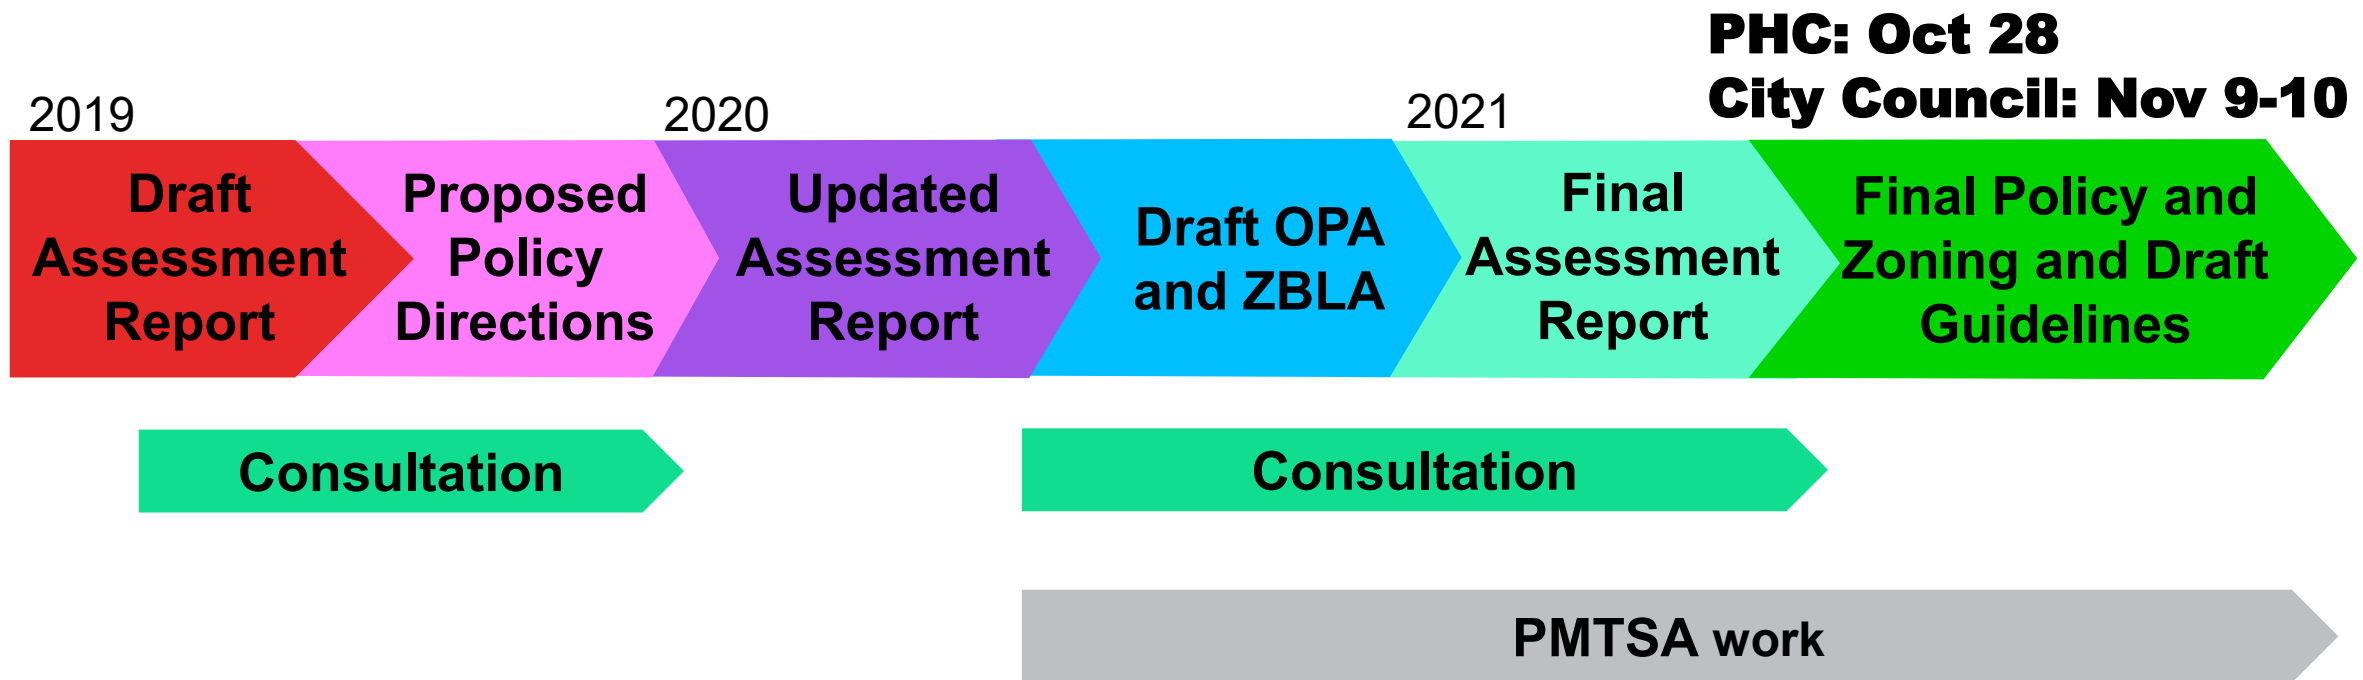 PHC: Oct 28
City Council: Nov 9-10
2019
2020
2021
Draft
Assessment
Report
Proposed
Policy
Directions
Updated
Assessment
Report
Draft OPA
and ZBLA
Final
Assessment
Report
Final Policy and
Zoning and Draft
Guidelines
Consultation
Consultation
PMTSA work